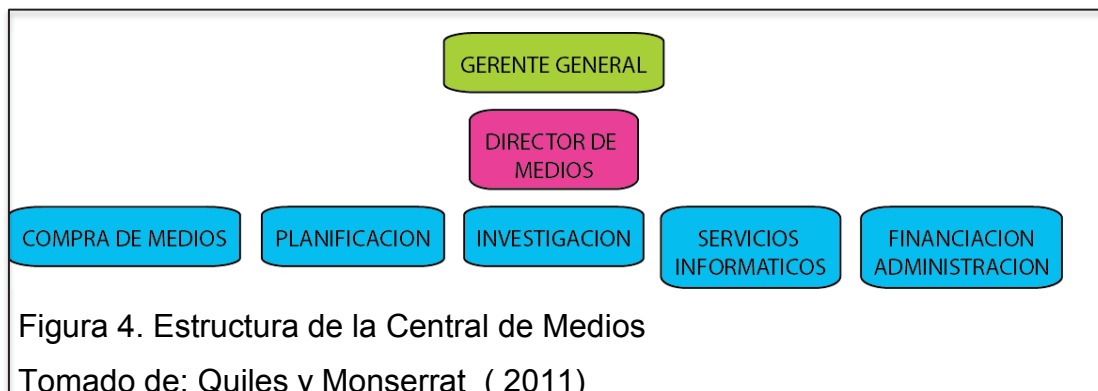 GERENTE GENERAL
DIRECTOR DE
MEDIOS
COMPRA DE MEDIOS
PLANIFICACION
INVESTIGACION
SERVICIOS
INFORMATICOS
FINANCIACION
ADMINISTRACION
Figura 4. Estructura de la Central de Medios
Tomado de: Quiles y Monserrat ( 2011)